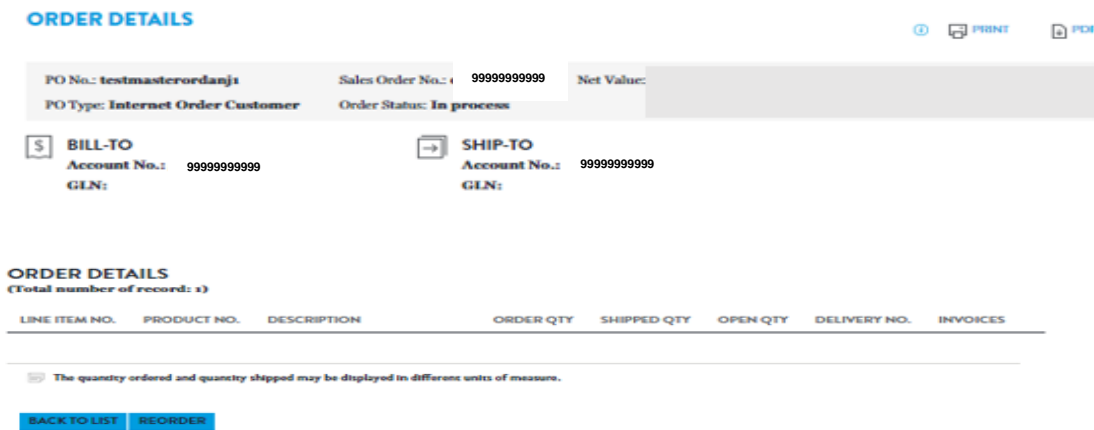 ORDER DETAILS
PRINT PDF
PO No.: testmasterordanj1 Sales Order No.: 99999999999 Net Value:
PO Type: Internet Order Customer Order Status: In process
BILL-TO SHIP-TO
Account No.: 99999999999 Account No.: 99999999999
GLN: GLN:
ORDER DETAILS
(Total number of record: 1)
LINE ITEM NO. PRODUCT NO. DESCRIPTION ORDER QTY SHIPPED QTY OPEN QTY DELIVERY NO. INVOICES
The quantity ordered and quantity shipped may be displayed in different units of measure.
BACK TO LIST REORDER